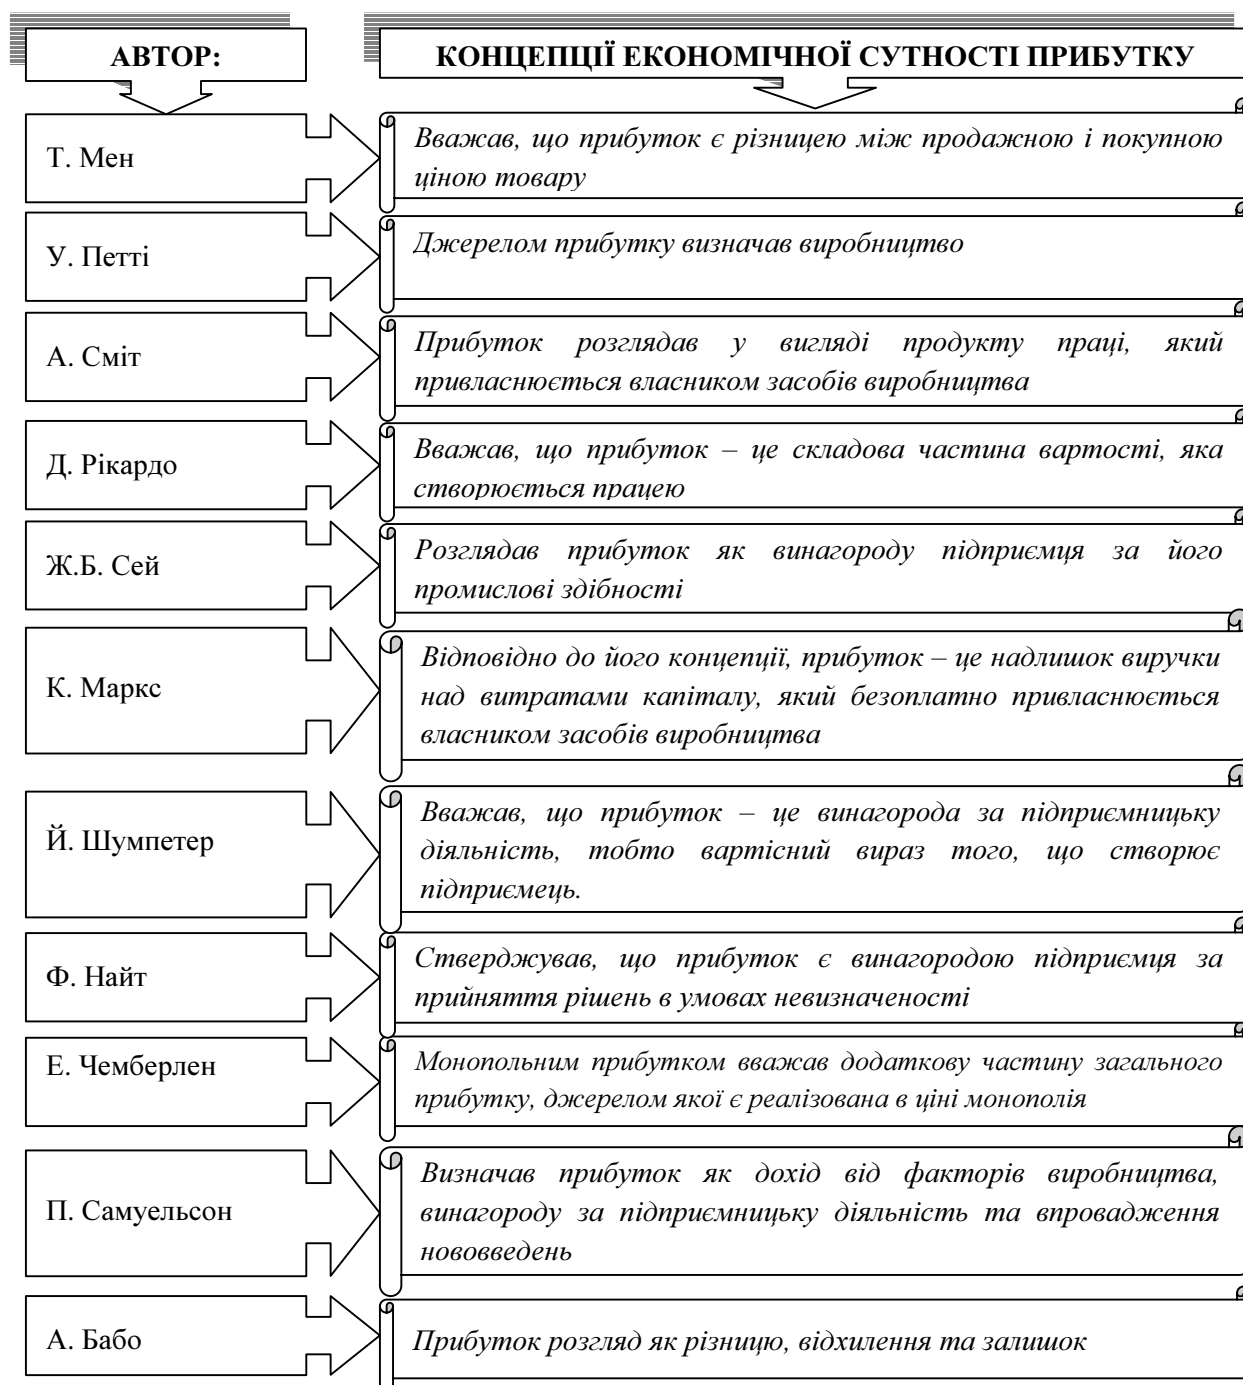 АВТОР:
КОНЦЕПЦІЇ ЕКОНОМІЧНОЇ СУТНОСТІ ПРИБУТКУ
Т. Мен
Вважав, що прибуток є різницею між продажною і покупною
ціною товару
У. Петті
Джерелом прибутку визначав виробництво
А. Сміт
Прибуток розглядав у вигляді продукту праці, який
привласнюється власником засобів виробництва
Д. Рікардо
Вважав, що прибуток – це складова частина вартості, яка
створюється працею
Ж.Б. Сей
Розглядав прибуток як винагороду підприємця за його
промислові здібності
К. Маркс
Відповідно до його концепції, прибуток – це надлишок виручки
над витратами капіталу, який безоплатно привласнюється
власником засобів виробництва
Й. Шумпетер
Вважав, що прибуток – це винагорода за підприємницьку
діяльність, тобто вартісний вираз того, що створює
підприємець.
Ф. Найт
Стверджував, що прибуток є винагородою підприємця за
прийняття рішень в умовах невизначеності
Е. Чемберлен
Монопольним прибутком вважав додаткову частину загального
прибутку, джерелом якої є реалізована в ціні монополія
П. Самуельсон
Визначав прибуток як дохід від факторів виробництва,
винагороду за підприємницьку діяльність та впровадження
нововведень
А. Бабо
Прибуток розгляд як різницю, відхилення та залишок